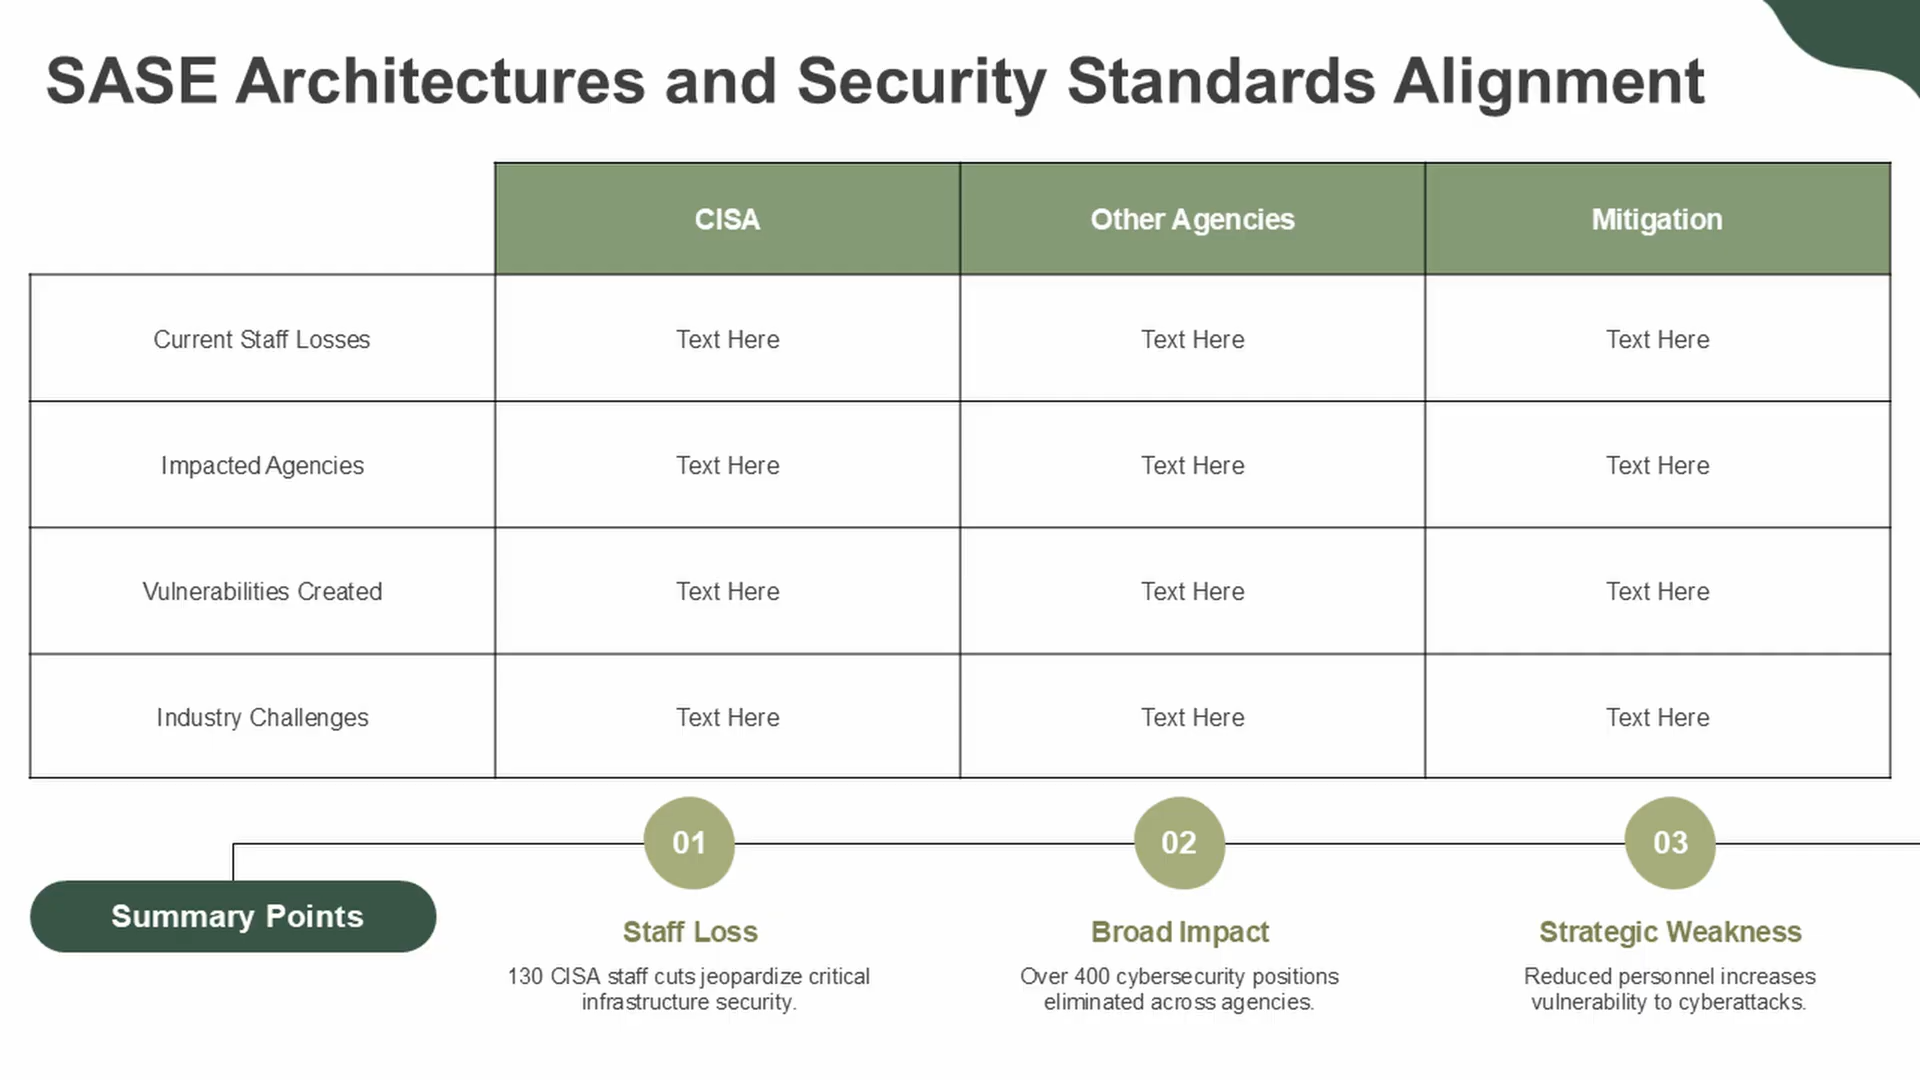 SASE Architectures and Security Standards Alignment
CISA
Other Agencies
Mitigation
Current Staff Losses
Text Here
Text Here
Text Here
Impacted Agencies
Text Here
Text Here
Text Here
Vulnerabilities Created
Text Here
Text Here
Text Here
Industry Challenges
Text Here
Text Here
Text Here
Summary Points
01
Staff Loss
130 CISA staff cuts jeopardize critical
infrastructure security.
02
Broad Impact
Over 400 cybersecurity positions
eliminated across agencies.
03
Strategic Weakness
Reduced personnel increases
vulnerability to cyberattacks.